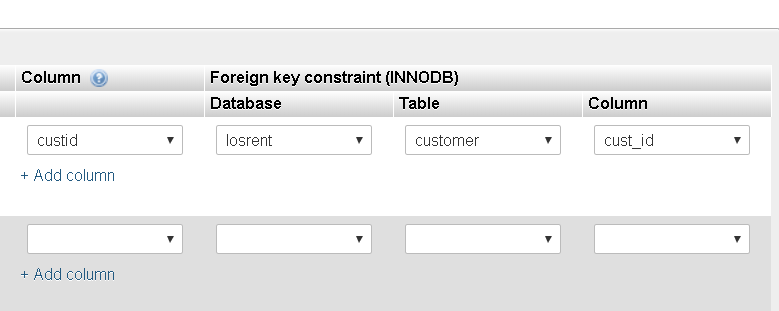 Column Foreign key constraint (INNODB)
Database Table Column
custid losrent customer cust_id
+ Add column
+ Add column